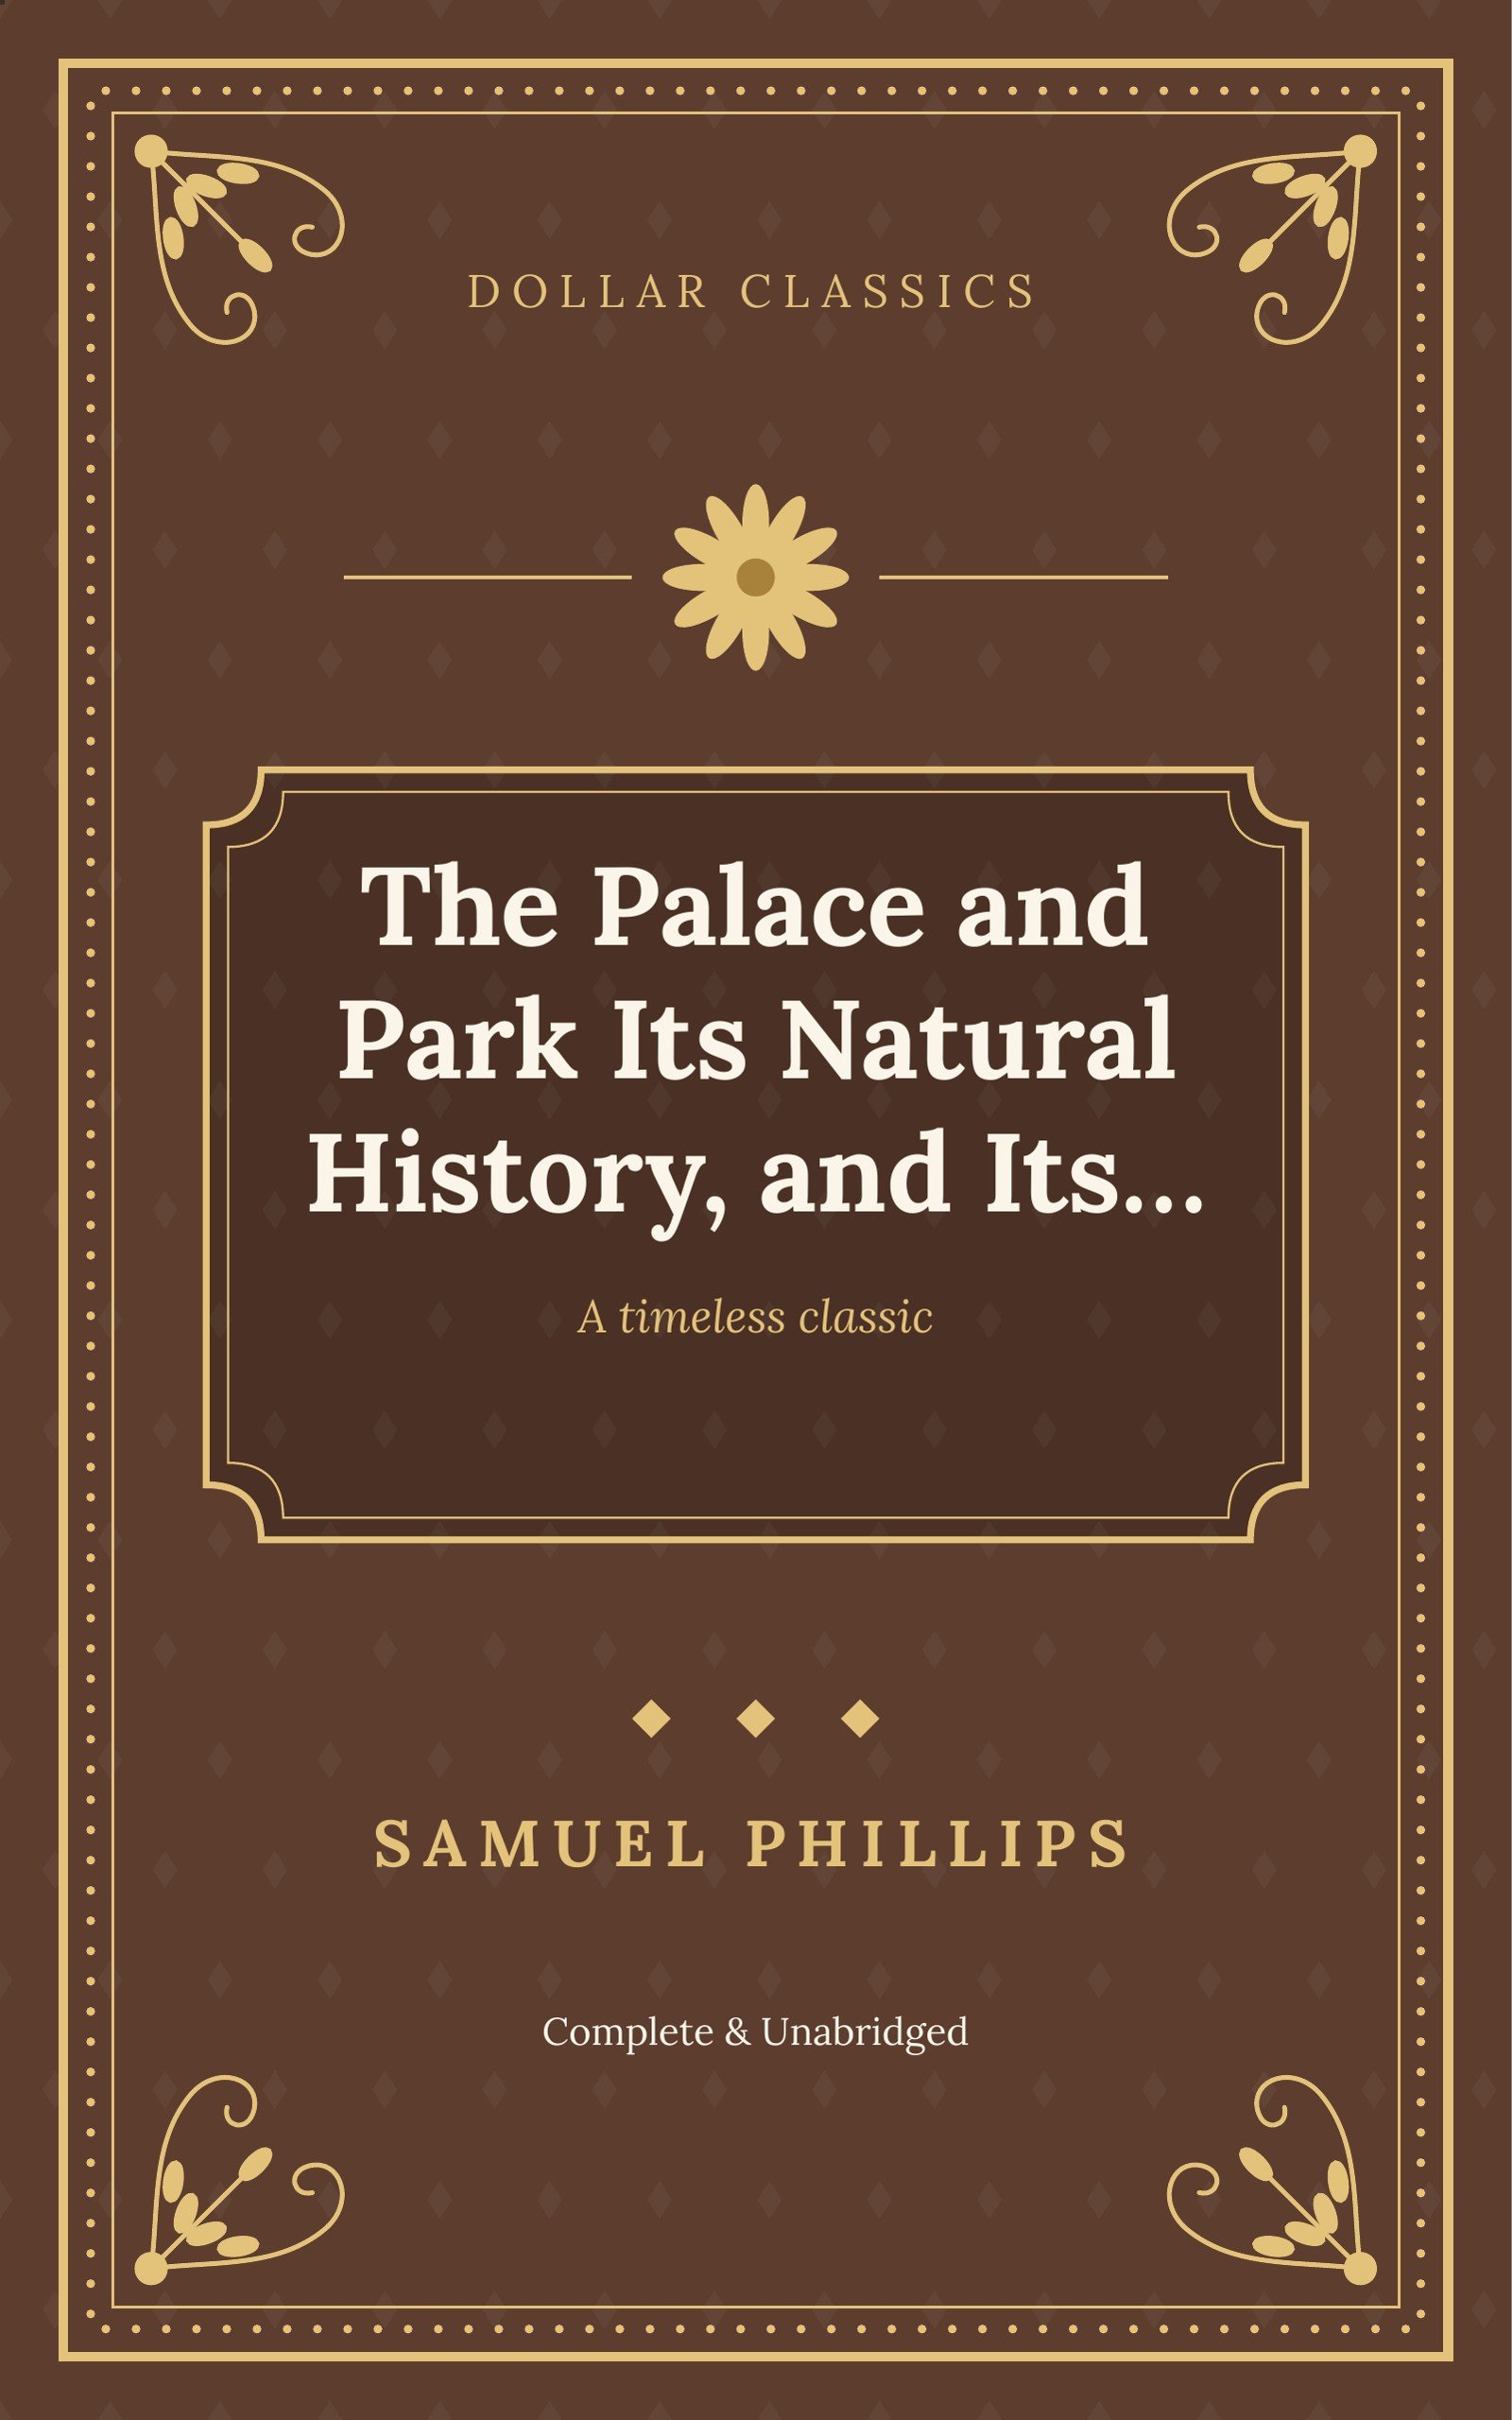 DOLLAR CLASSICS
The Palace and
Park Its Natural
History, and Its...
A timeless classic
SAMUEL PHILLIPS
Complete & Unabridged